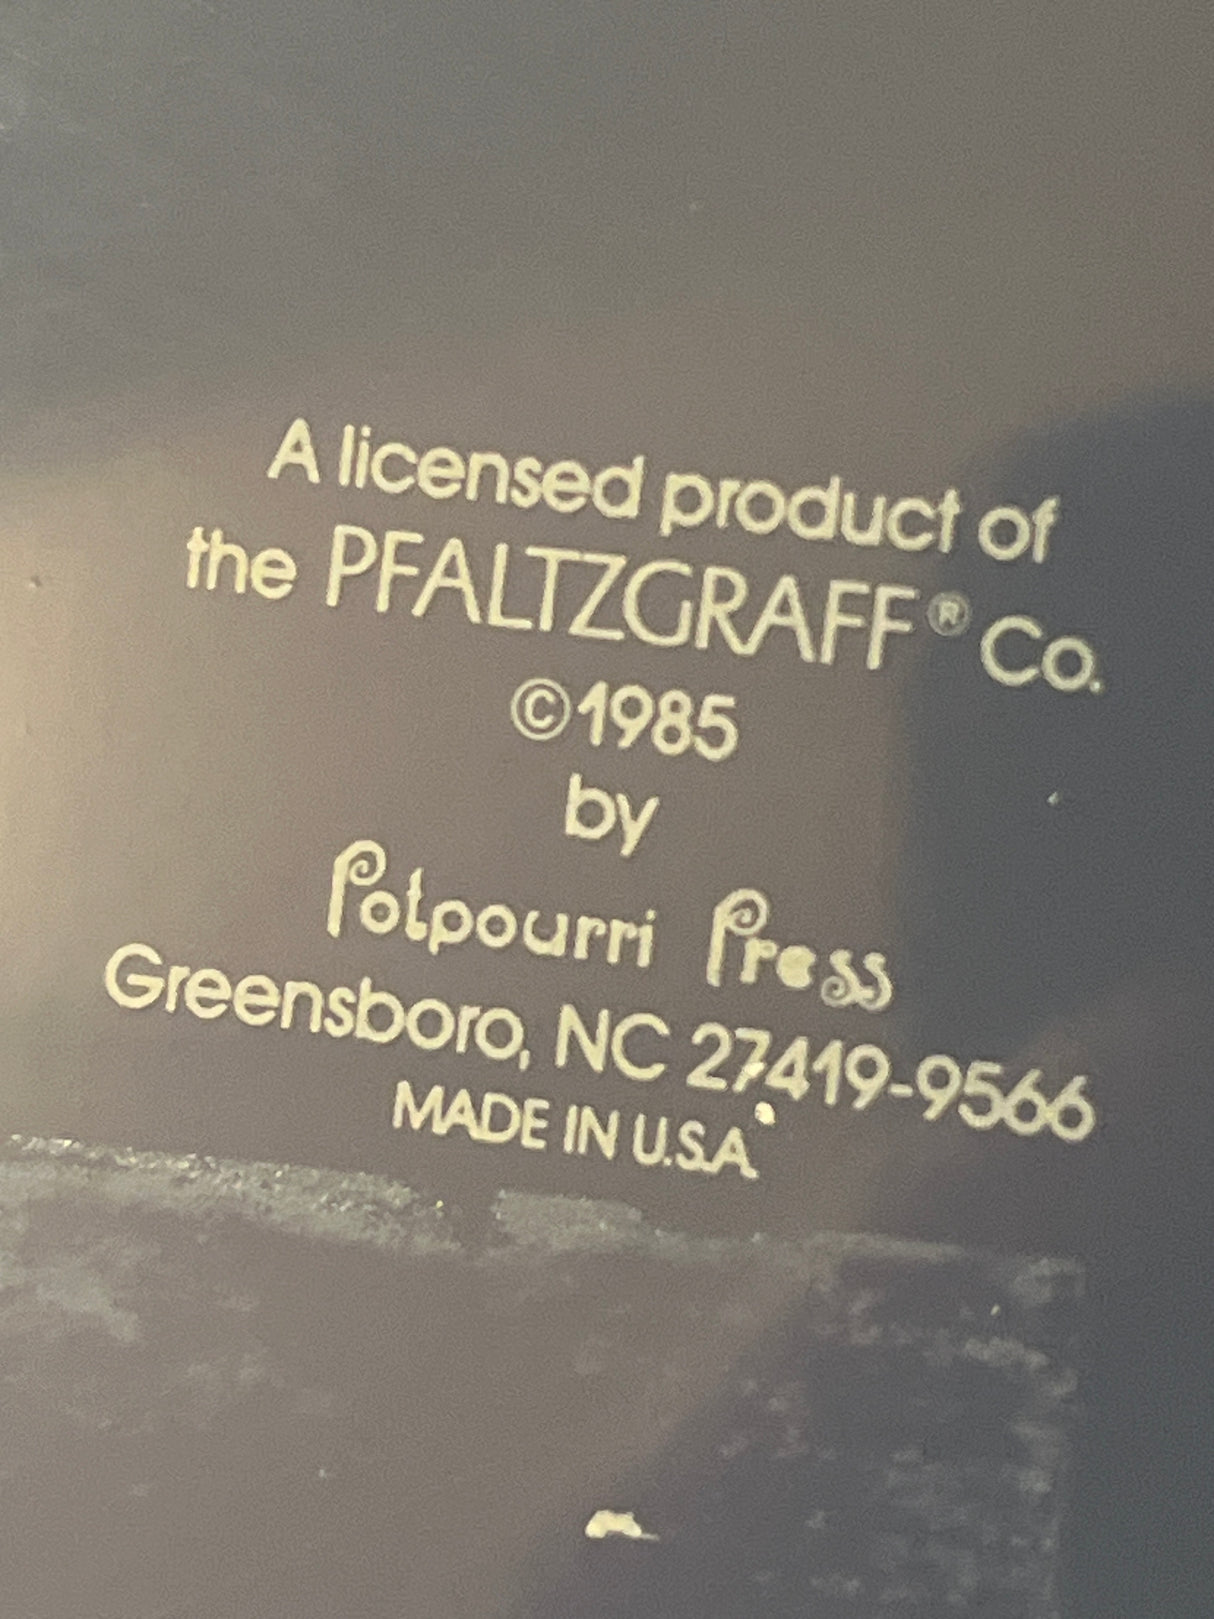 A licensed product of
the PFALTZGRAFF® Co.
©1985
by
Potpourri Press
Greensboro, NC 27419-9566
MADE IN U.S.A.